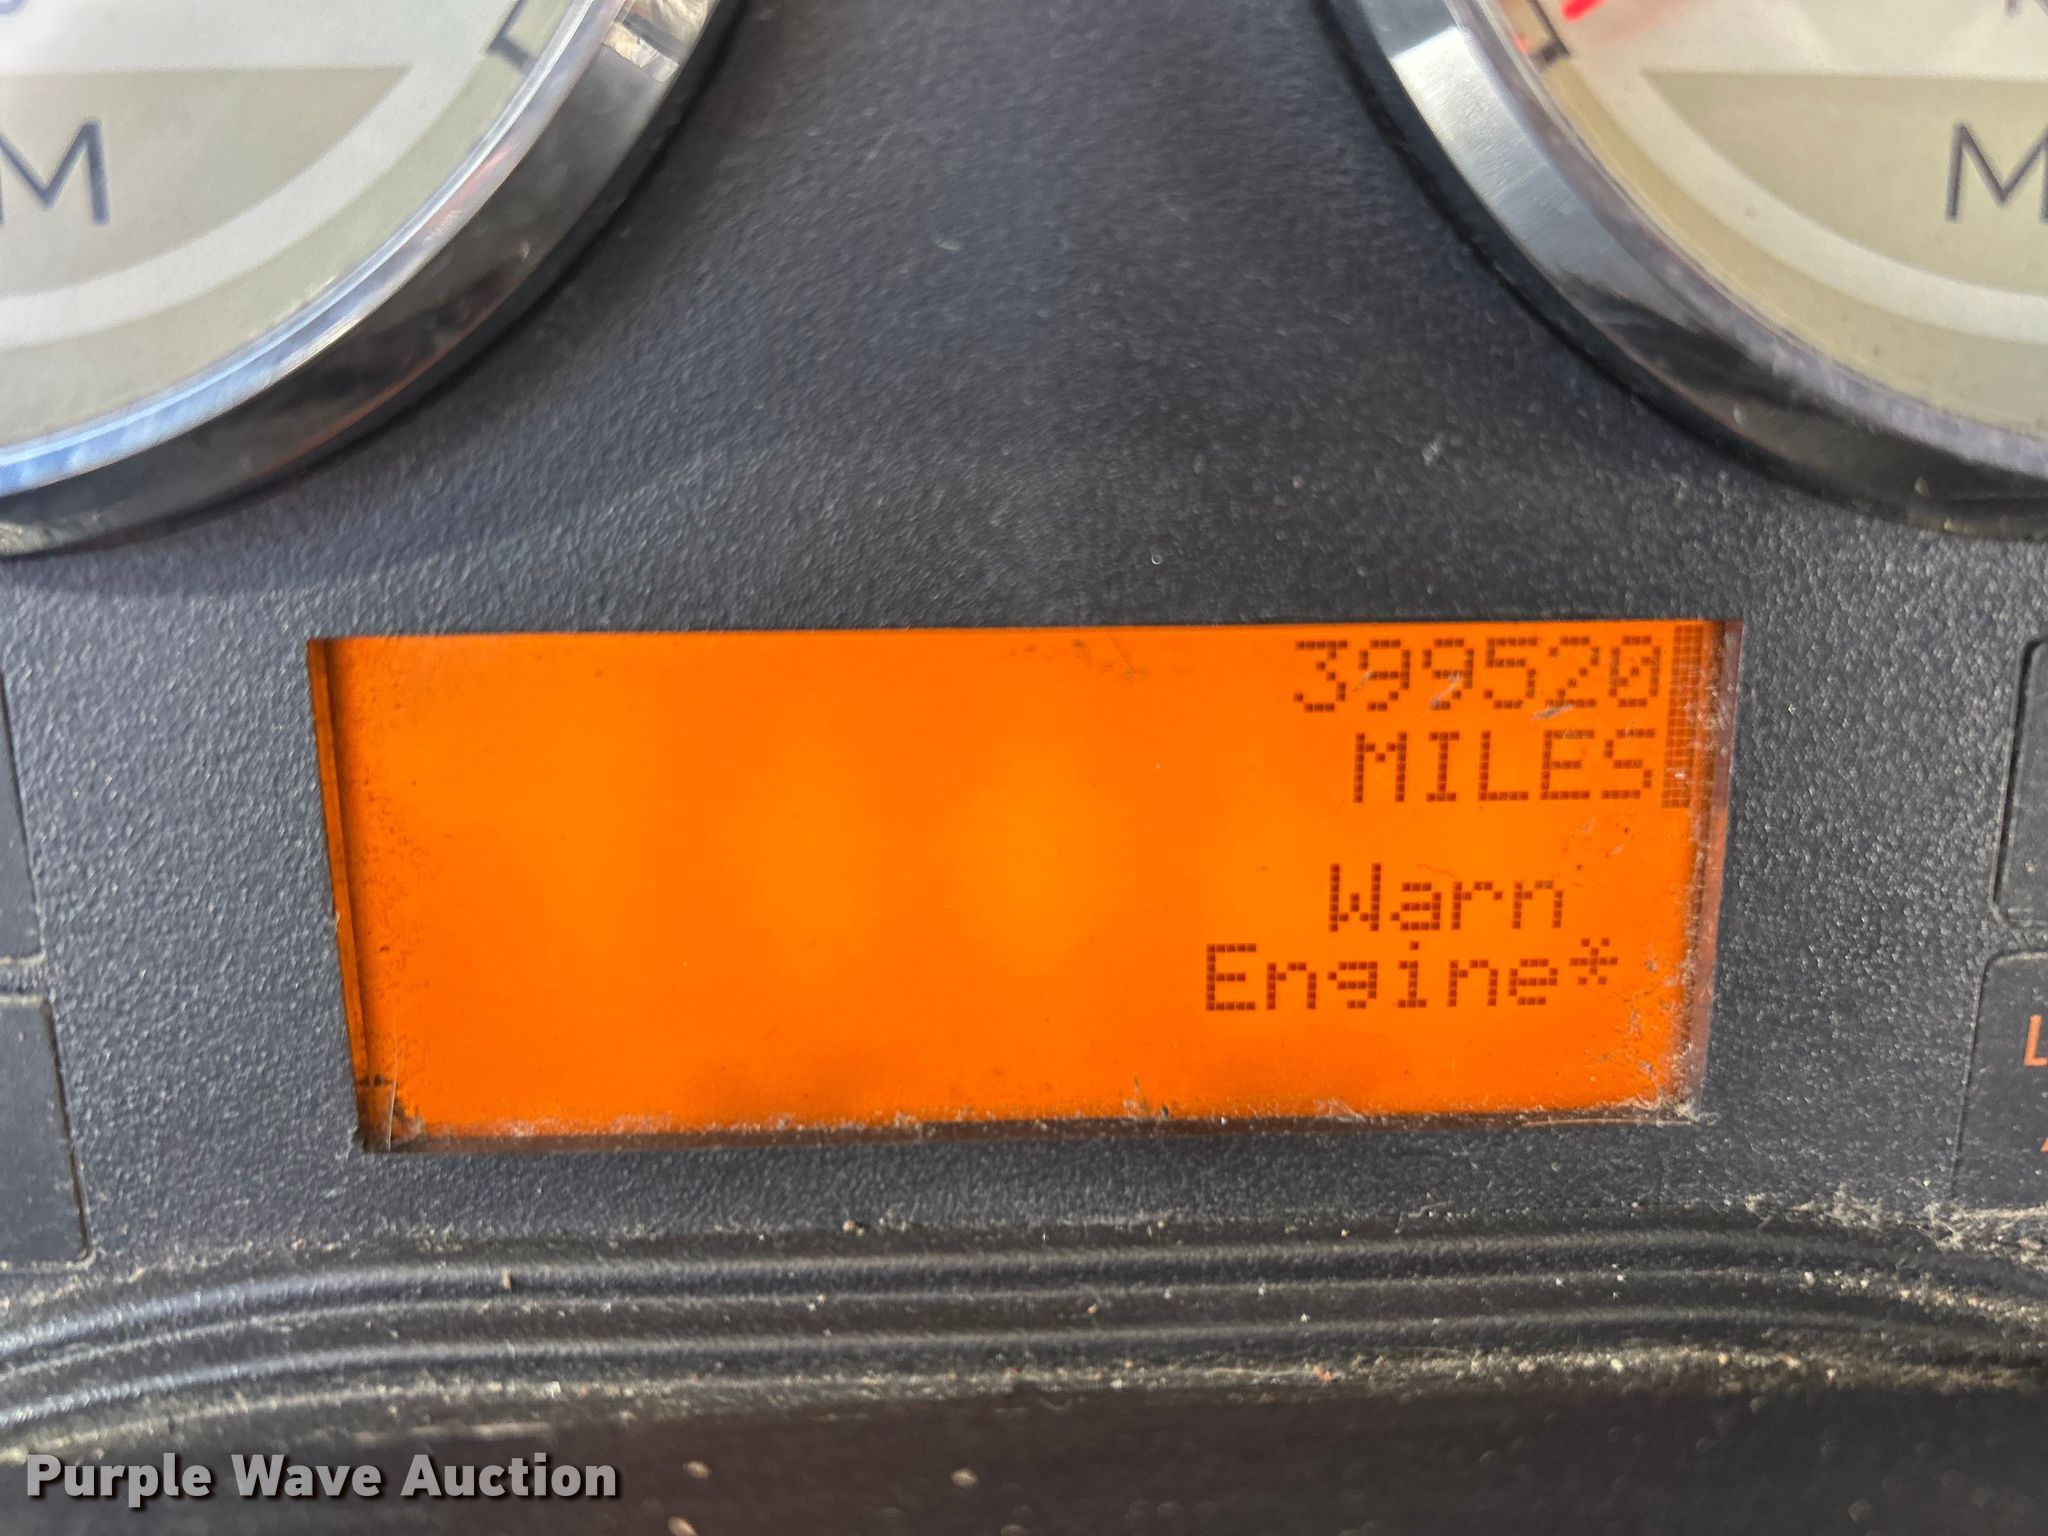 M
M
399520
MILES
Warn
Engine*
L
Purple Wave Auction